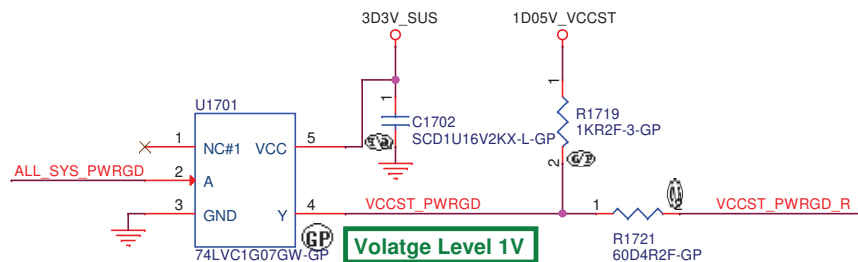 3D3V_SUS
1D05V_VCCST
U1701
1
NC#1
VCC
5
1
C1702
SCD1U16V2KX-L-GP
1
R1719
1KR2F-3-GP
2
ALL_SYS_PWRGD
2
A
3
GND
Y
4
VCCST_PWRGD
1
VCCST_PWRGD_R
GP
74LVC1G07GW-GP
Volatge Level 1V
R1721
60D4R2F-GP